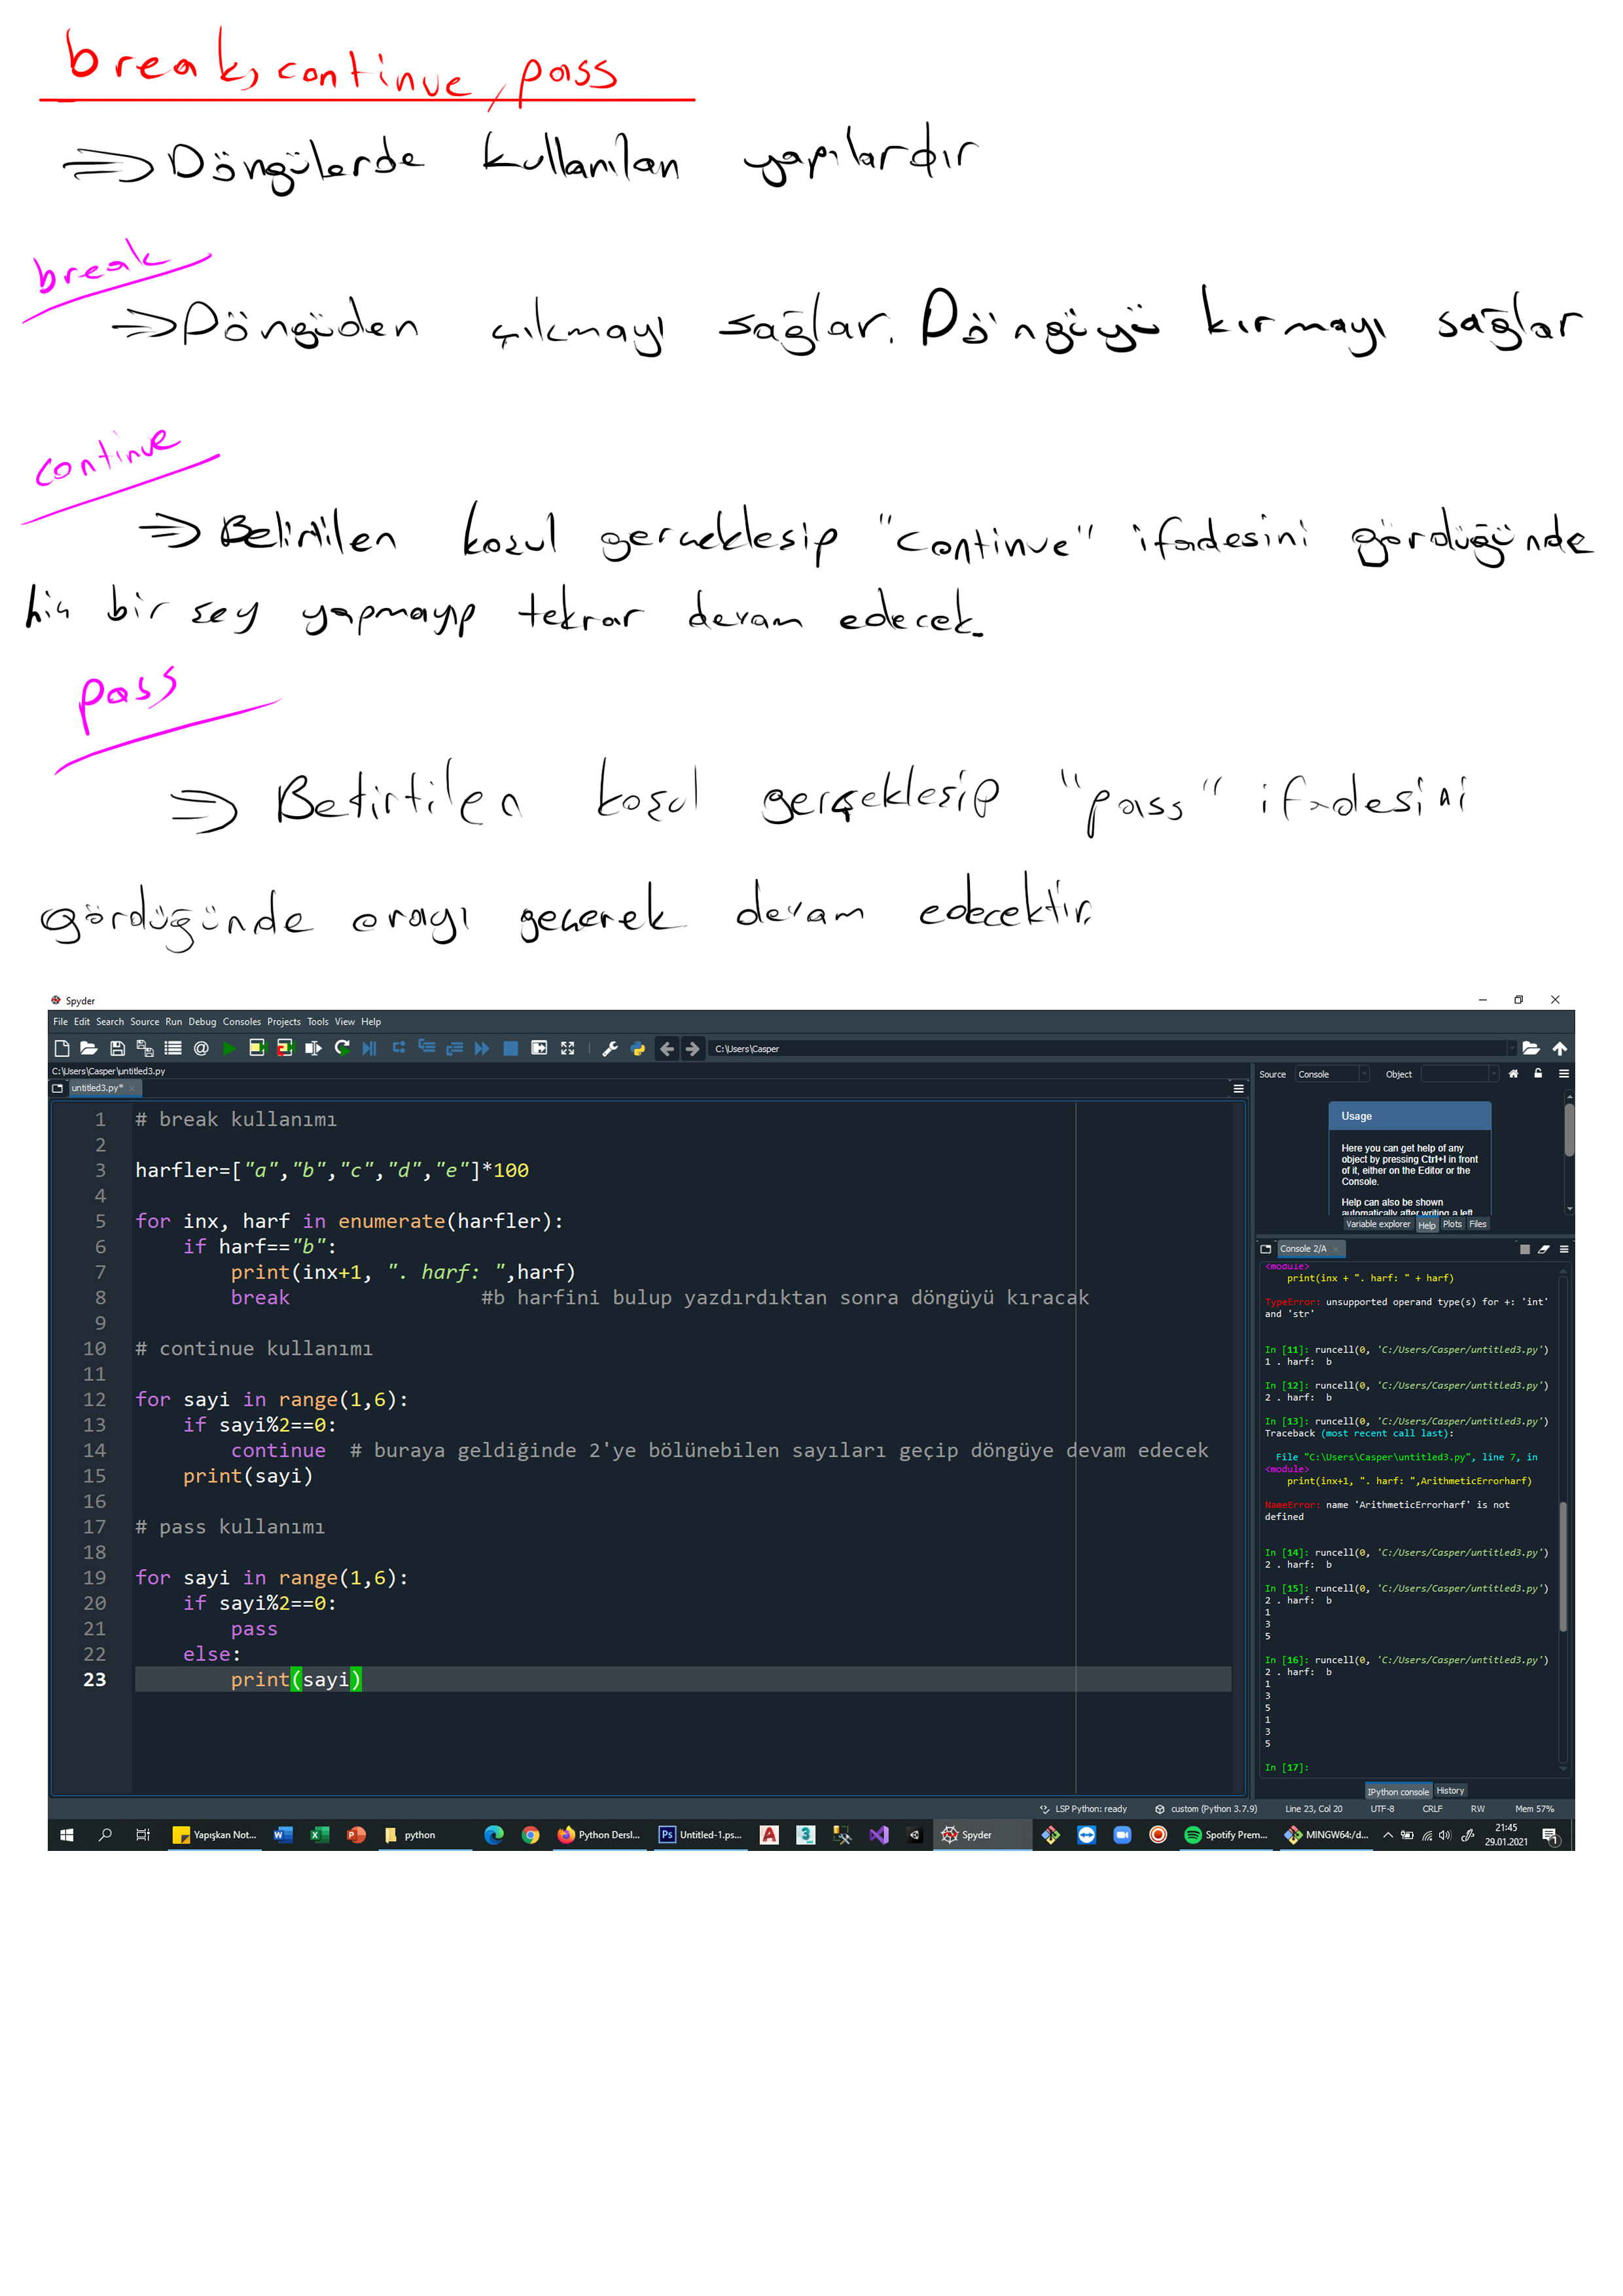 break, continue, pass
⇒ Döngülerde kullanılan yapılardır
break
⇒ Döngüden çıkmayı sağlar. Döngüyü kırmayı sağlar
continue
⇒ Belirtilen koşul gerçekleşip "continue" ifadesini gördüğünde
hiç bir şey yapmayıp tekrar devam edecek.
pass
⇒ Belirtilen koşul gerçekleşip "pass" ifadesini
gördüğünde orayı geçerek devam edecektir.
Spyder
File Edit Search Source Run Debug Consoles Projects Tools View Help
C:\Users\Casper
C:\Users\Casper\untitled3.py
untitled3.py*
1 # break kullanımı
2
3 harfler=["a","b","c","d","e"]*100
4
5 for inx, harf in enumerate(harfler):
6     if harf=="b":
7         print(inx+1, ". harf: ",harf)
8         break                #b harfini bulup yazdırdıktan sonra döngüyü kıracak
9
10 # continue kullanımı
11
12 for sayi in range(1,6):
13     if sayi%2==0:
14         continue  # buraya geldiğinde 2'ye bölünebilen sayıları geçip döngüye devam edecek
15     print(sayi)
16
17 # pass kullanımı
18
19 for sayi in range(1,6):
20     if sayi%2==0:
21         pass
22     else:
23         print(sayi)
Source Console Object
Usage
Here you can get help of any
object by pressing Ctrl+I in front
of it, either on the Editor or the
Console.
Help can also be shown
automatically after writing a left
Variable explorer Help Plots Files
Console 2/A
<module>
print(inx + ". harf: " + harf)
TypeError: unsupported operand type(s) for +: 'int'
and 'str'
In [11]: runcell(0, 'C:/Users/Casper/untitled3.py')
1 . harf:  b
In [12]: runcell(0, 'C:/Users/Casper/untitled3.py')
2 . harf:  b
In [13]: runcell(0, 'C:/Users/Casper/untitled3.py')
Traceback (most recent call last):
File "C:\Users\Casper\untitled3.py", line 7, in
<module>
print(inx+1, ". harf: ",ArithmeticErrorharf)
NameError: name 'ArithmeticErrorharf' is not
defined
In [14]: runcell(0, 'C:/Users/Casper/untitled3.py')
2 . harf:  b
In [15]: runcell(0, 'C:/Users/Casper/untitled3.py')
2 . harf:  b
1
3
5
In [16]: runcell(0, 'C:/Users/Casper/untitled3.py')
2 . harf:  b
1
3
5
1
3
5
In [17]:
IPython console History
LSP Python: ready custom (Python 3.7.9) Line 23, Col 20 UTF-8 CRLF RW Mem 57%
Yapışkan Not... python Python Dersl... Untitled-1.ps... Spyder Spotify Prem... MINGW64:/d... 21:45
29.01.2021